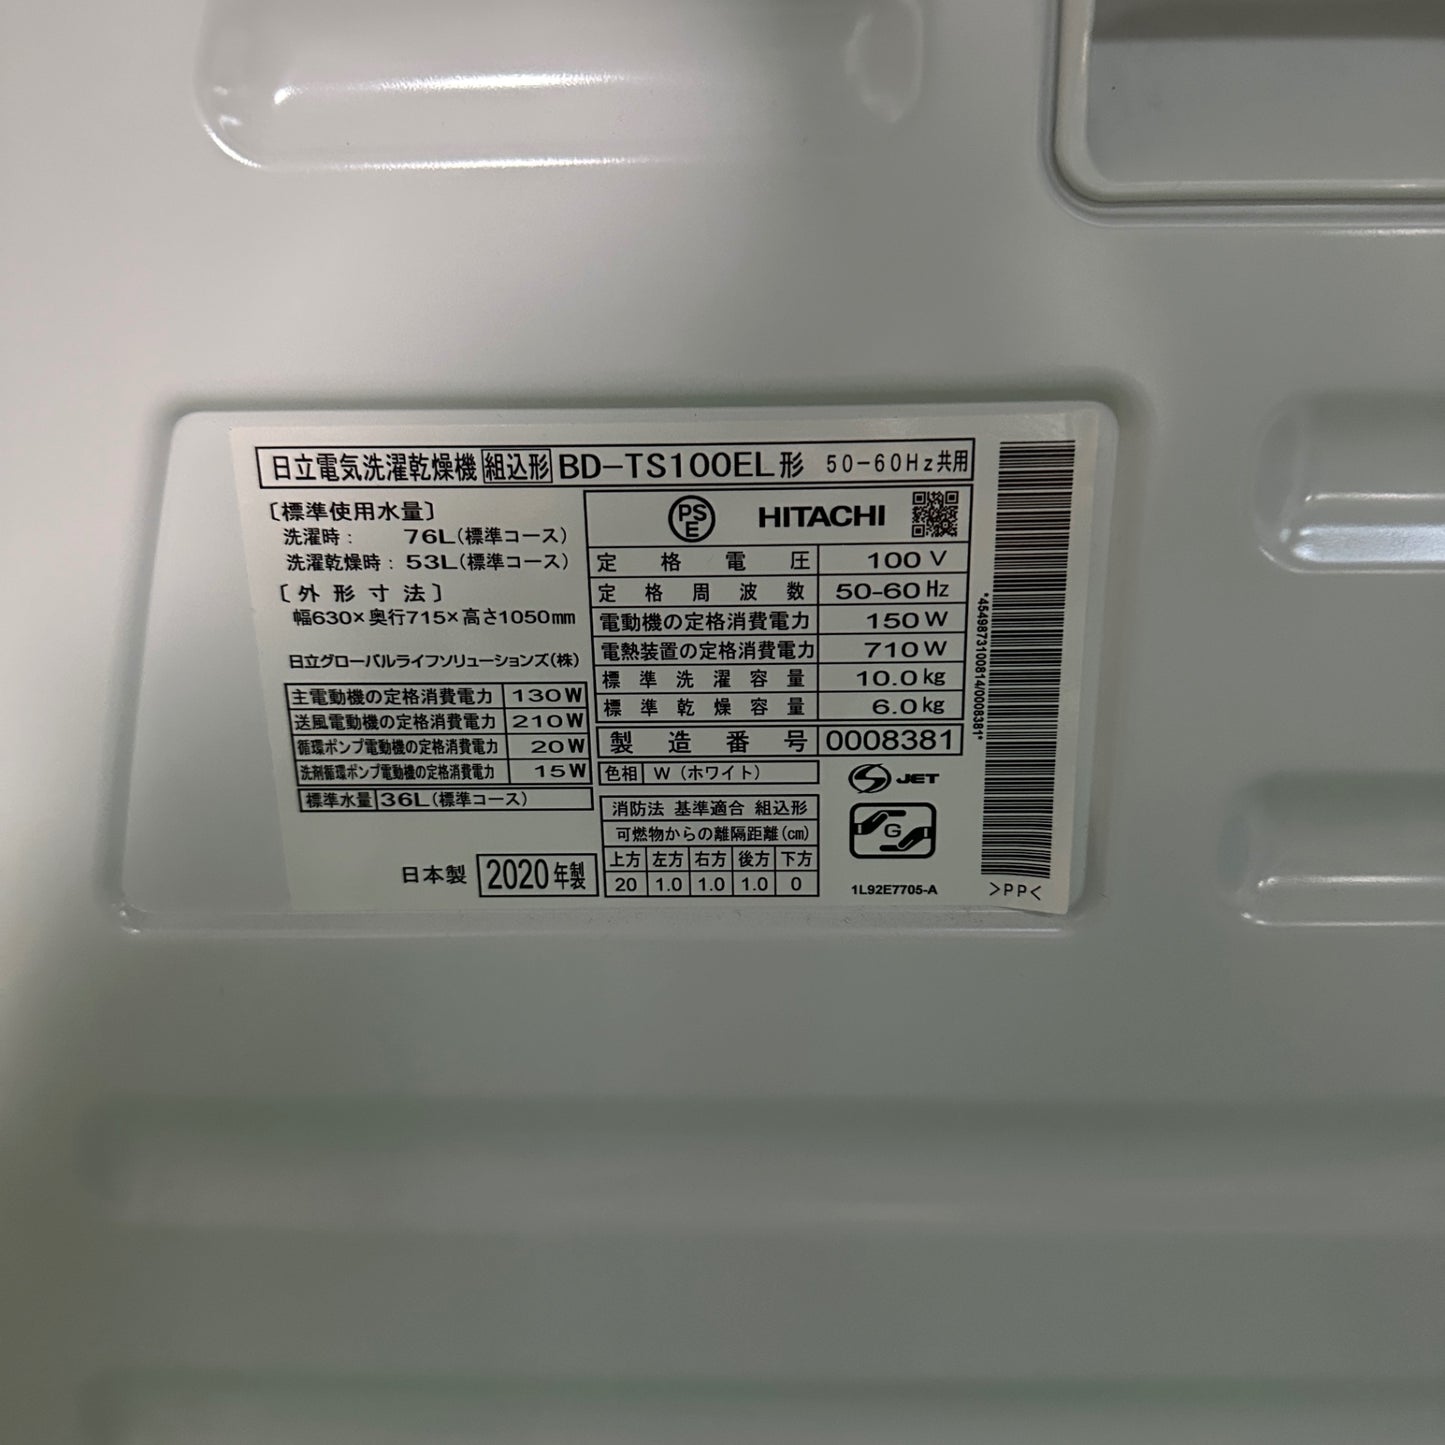 日立電気洗濯乾燥機 組込形 BD-TS100EL形 50-60Hz共用
〔標準使用水量〕
洗濯時: 76L(標準コース)
洗濯乾燥時: 53L(標準コース)
〔外形寸法〕
幅630×奥行715×高さ1050mm
日立グローバルライフソリューションズ(株)
主電動機の定格消費電力 130W
送風電動機の定格消費電力 210W
循環ポンプ電動機の定格消費電力 20W
洗剤循環ポンプ電動機の定格消費電力 15W
標準水量 36L(標準コース)
日本製 2020年製
PSE HITACHI
定格電圧 100V
定格周波数 50-60Hz
電動機の定格消費電力 150W
電熱装置の定格消費電力 710W
標準洗濯容量 10.0kg
標準乾燥容量 6.0kg
製造番号 0008381
色相 W(ホワイト)
消防法 基準適合 組込形
可燃物からの離隔距離(cm)
上方 左方 右方 後方 下方
20 1.0 1.0 1.0 0
S JET
G
1L92E7705-A
*4549873100814/0008381*
>PP<